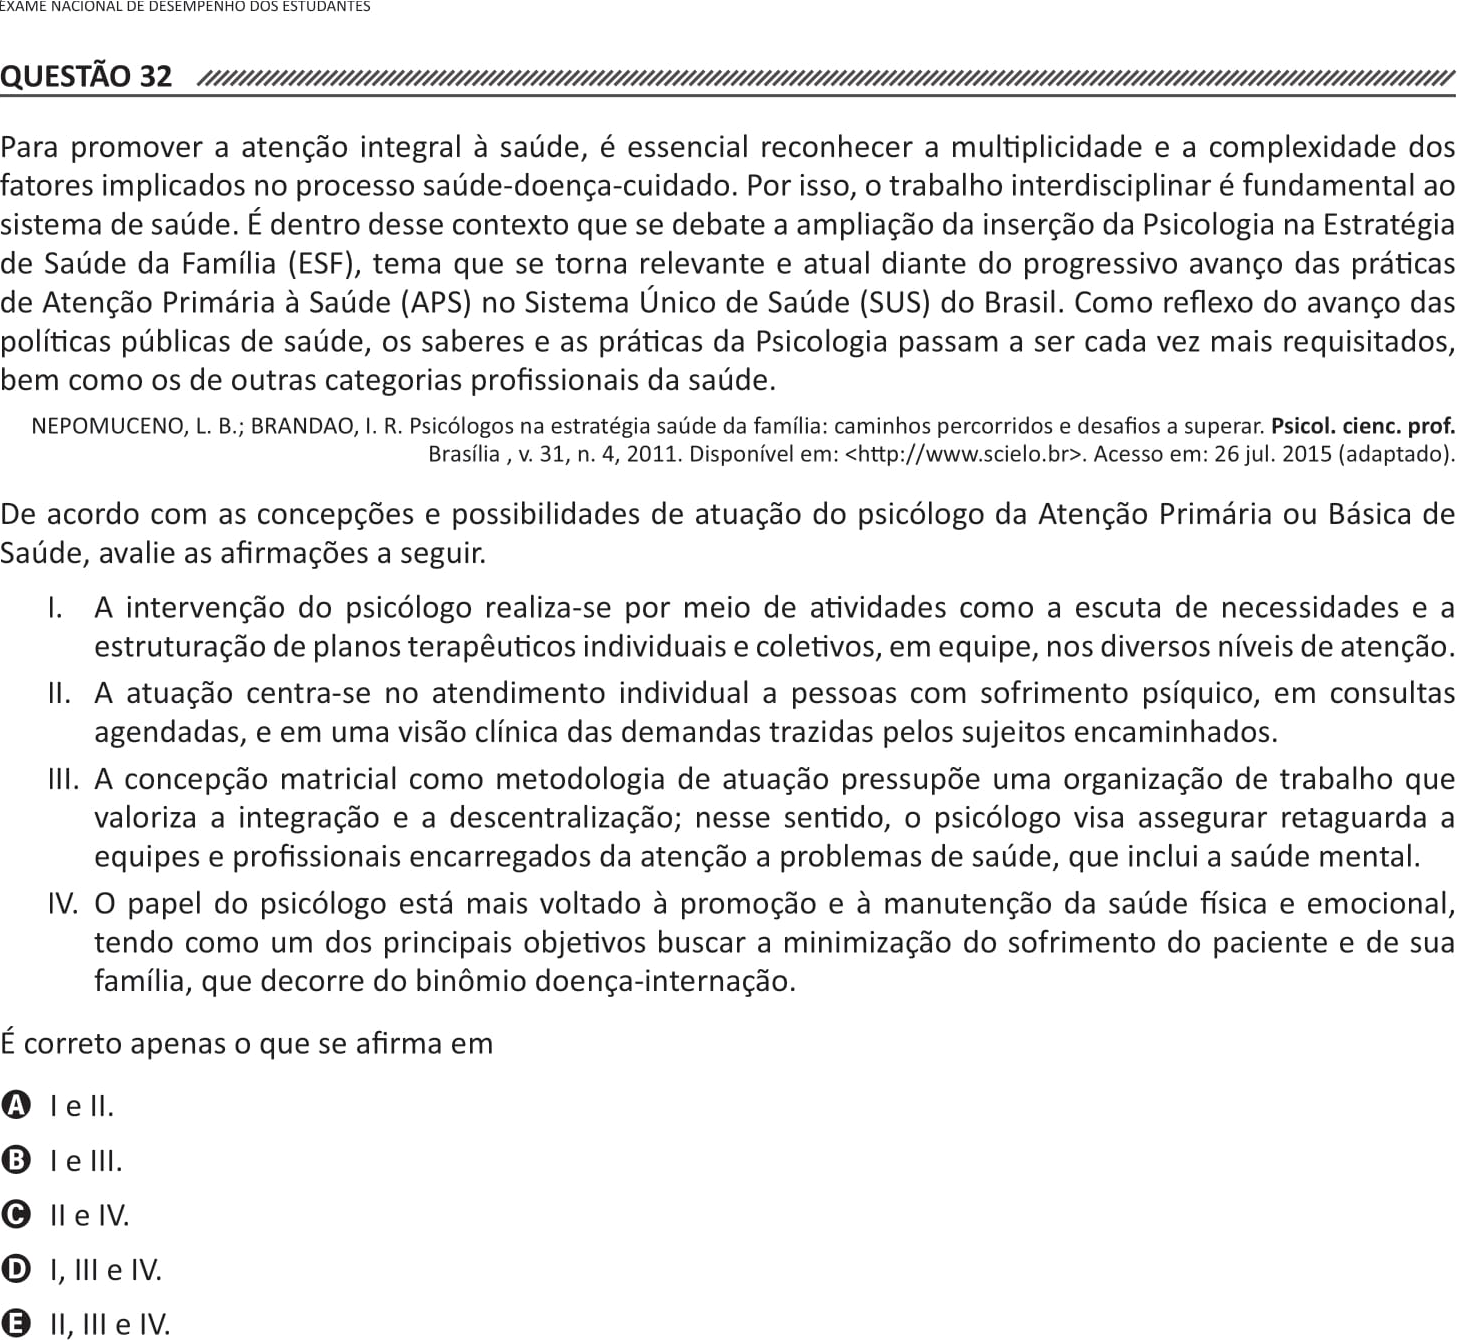 EXAME NACIONAL DE DESEMPENHO DOS ESTUDANTES
QUESTÃO 32
Para promover a atenção integral à saúde, é essencial reconhecer a multiplicidade e a complexidade dos
fatores implicados no processo saúde-doença-cuidado. Por isso, o trabalho interdisciplinar é fundamental ao
sistema de saúde. É dentro desse contexto que se debate a ampliação da inserção da Psicologia na Estratégia
de Saúde da Família (ESF), tema que se torna relevante e atual diante do progressivo avanço das práticas
de Atenção Primária à Saúde (APS) no Sistema Único de Saúde (SUS) do Brasil. Como reflexo do avanço das
políticas públicas de saúde, os saberes e as práticas da Psicologia passam a ser cada vez mais requisitados,
bem como os de outras categorias profissionais da saúde.
NEPOMUCENO, L. B.; BRANDAO, I. R. Psicólogos na estratégia saúde da família: caminhos percorridos e desafios a superar. Psicol. cienc. prof.
Brasília , v. 31, n. 4, 2011. Disponível em: <http://www.scielo.br>. Acesso em: 26 jul. 2015 (adaptado).
De acordo com as concepções e possibilidades de atuação do psicólogo da Atenção Primária ou Básica de
Saúde, avalie as afirmações a seguir.
I. A intervenção do psicólogo realiza-se por meio de atividades como a escuta de necessidades e a
estruturação de planos terapêuticos individuais e coletivos, em equipe, nos diversos níveis de atenção.
II. A atuação centra-se no atendimento individual a pessoas com sofrimento psíquico, em consultas
agendadas, e em uma visão clínica das demandas trazidas pelos sujeitos encaminhados.
III. A concepção matricial como metodologia de atuação pressupõe uma organização de trabalho que
valoriza a integração e a descentralização; nesse sentido, o psicólogo visa assegurar retaguarda a
equipes e profissionais encarregados da atenção a problemas de saúde, que inclui a saúde mental.
IV. O papel do psicólogo está mais voltado à promoção e à manutenção da saúde física e emocional,
tendo como um dos principais objetivos buscar a minimização do sofrimento do paciente e de sua
família, que decorre do binômio doença-internação.
É correto apenas o que se afirma em
A I e II.
B I e III.
C II e IV.
D I, III e IV.
E II, III e IV.